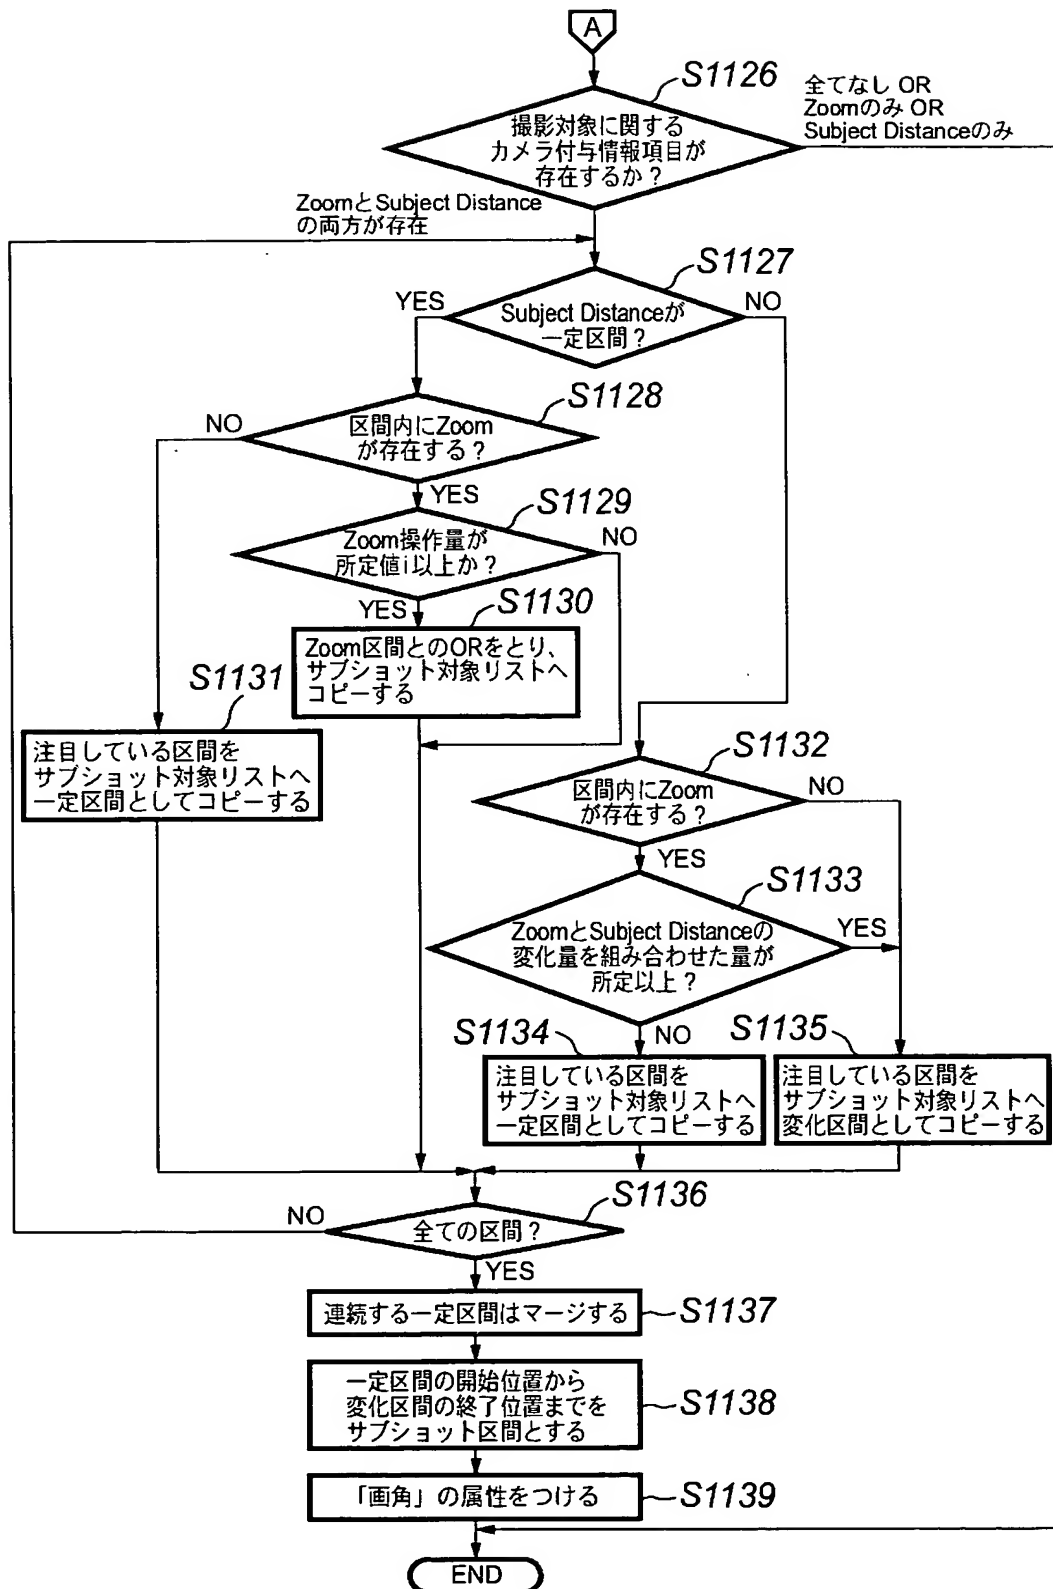 A
S1126
全てなし OR
Zoomのみ OR
Subject Distanceのみ
撮影対象に関する
カメラ付与情報項目が
存在するか？
ZoomとSubject Distance
の両方が存在
S1127
YES
NO
Subject Distanceが
一定区間？
S1128
NO
区間内にZoom
が存在する？
YES
S1129
NO
Zoom操作量が
所定値i以上か？
YES
S1130
Zoom区間とのORをとり、
サブショット対象リストへ
コピーする
S1131
注目している区間を
サブショット対象リストへ
一定区間としてコピーする
S1132
区間内にZoom
が存在する？
NO
YES
S1133
ZoomとSubject Distanceの
変化量を組み合わせた量が
所定以上？
YES
NO
S1134
注目している区間を
サブショット対象リストへ
一定区間としてコピーする
S1135
注目している区間を
サブショット対象リストへ
変化区間としてコピーする
S1136
NO
全ての区間？
YES
連続する一定区間はマージする
S1137
一定区間の開始位置から
変化区間の終了位置までを
サブショット区間とする
S1138
「画角」の属性をつける
S1139
END